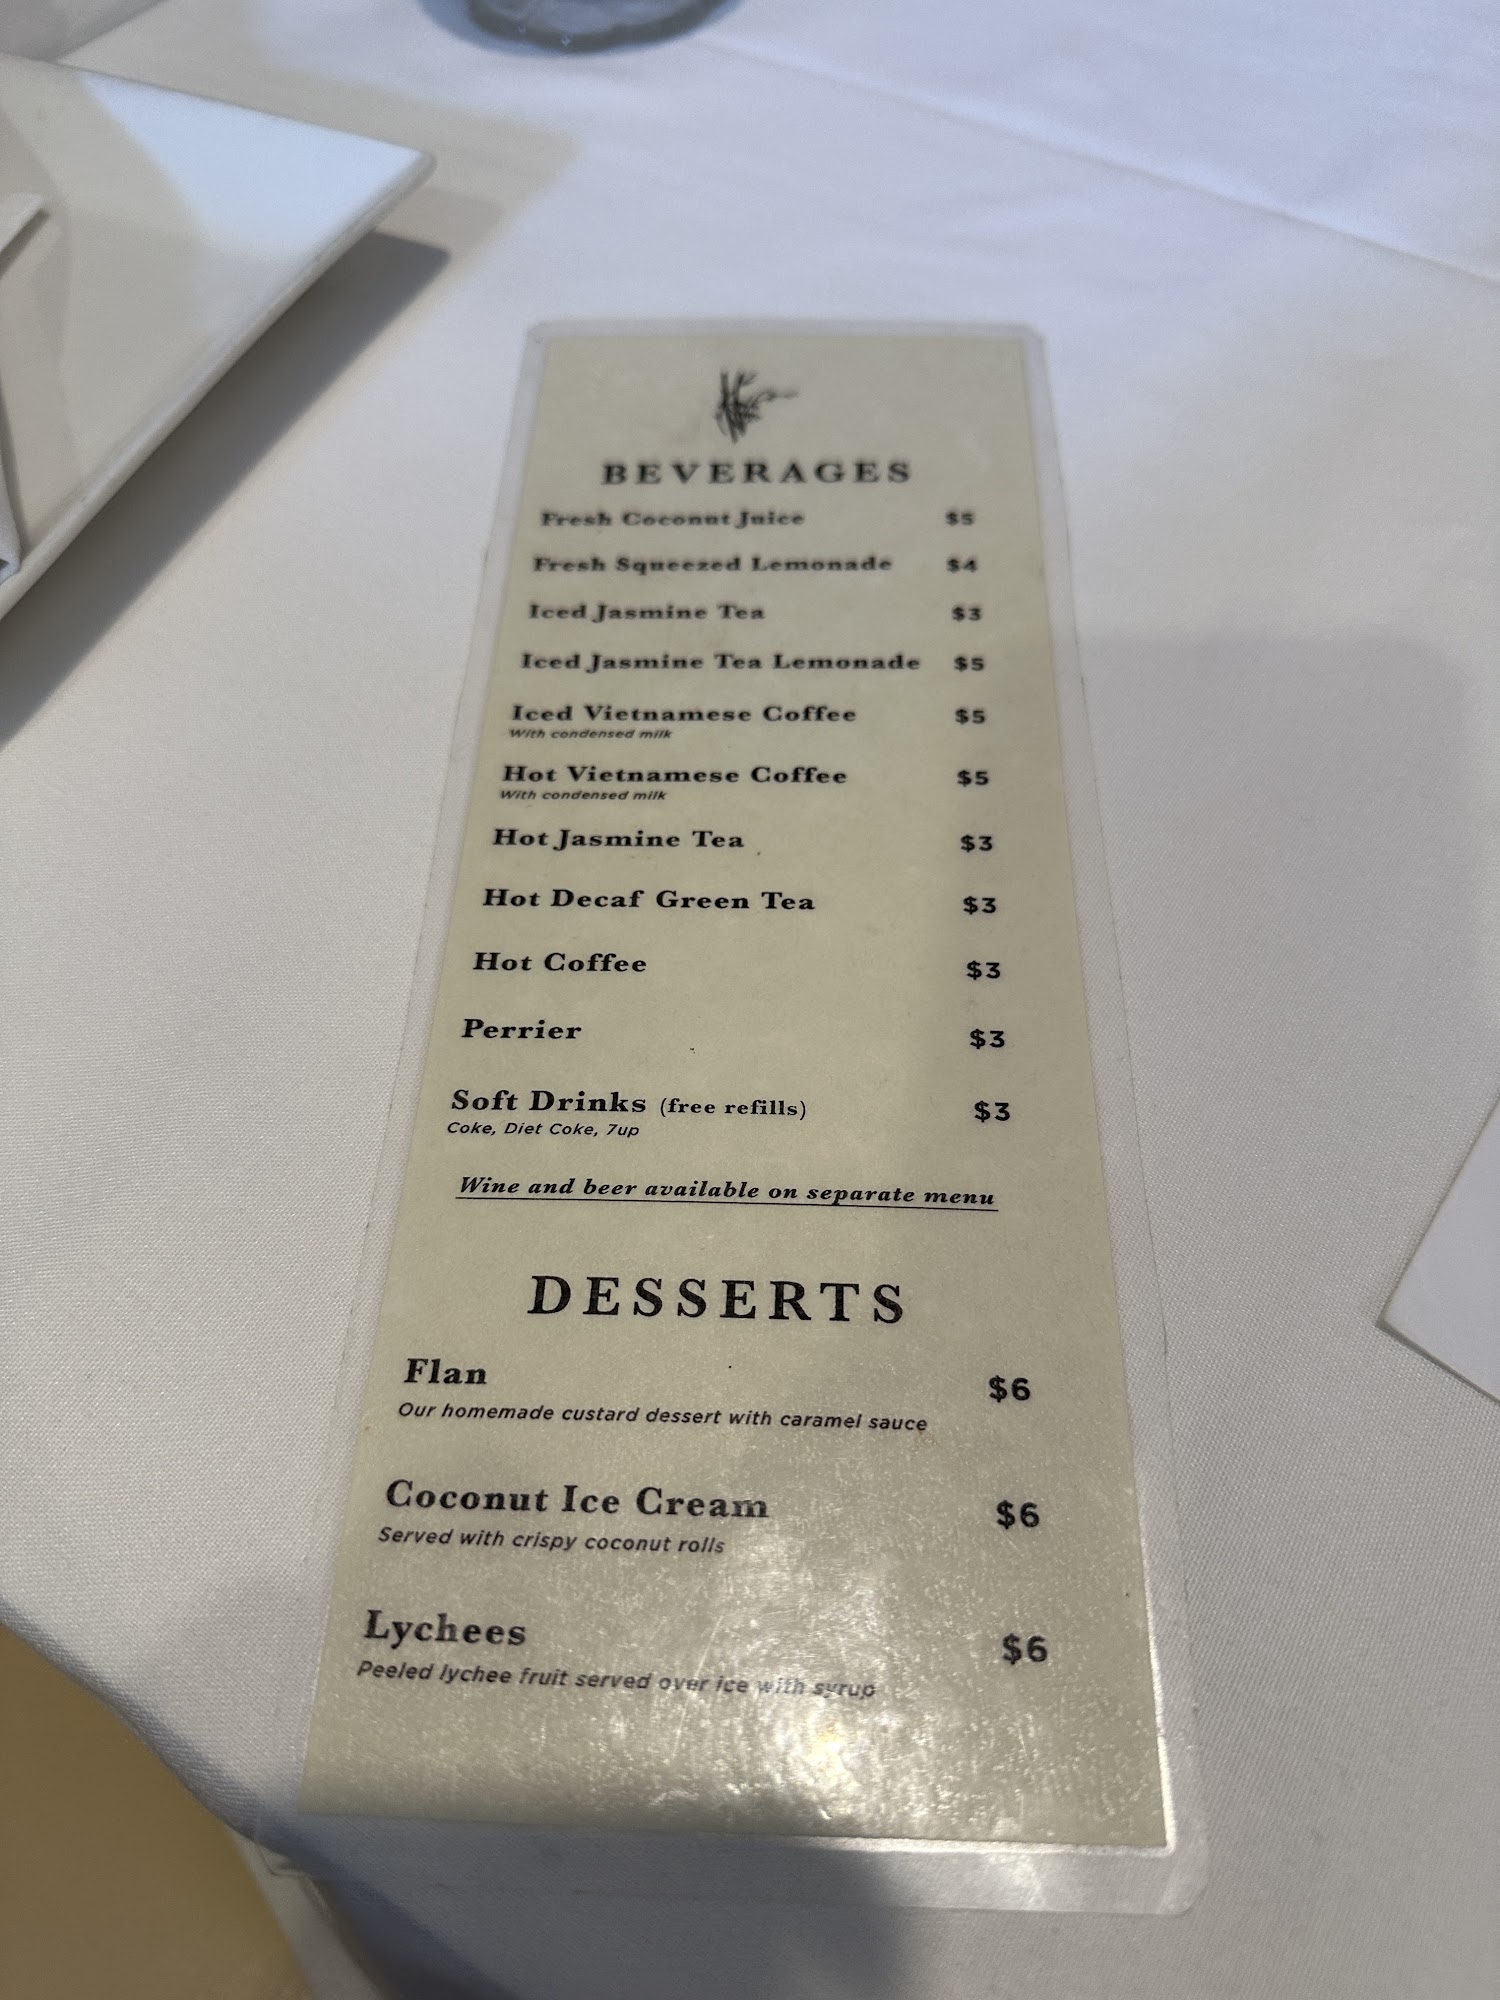 BEVERAGES
Fresh Coconut Juice $5
Fresh Squeezed Lemonade $4
Iced Jasmine Tea $3
Iced Jasmine Tea Lemonade $5
Iced Vietnamese Coffee $5
With condensed milk
Hot Vietnamese Coffee $5
With condensed milk
Hot Jasmine Tea $3
Hot Decaf Green Tea $3
Hot Coffee $3
Perrier $3
Soft Drinks (free refills) $3
Coke, Diet Coke, 7up
Wine and beer available on separate menu
DESSERTS
Flan $6
Our homemade custard dessert with caramel sauce
Coconut Ice Cream $6
Served with crispy coconut rolls
Lychees $6
Peeled lychee fruit served over ice with syrup